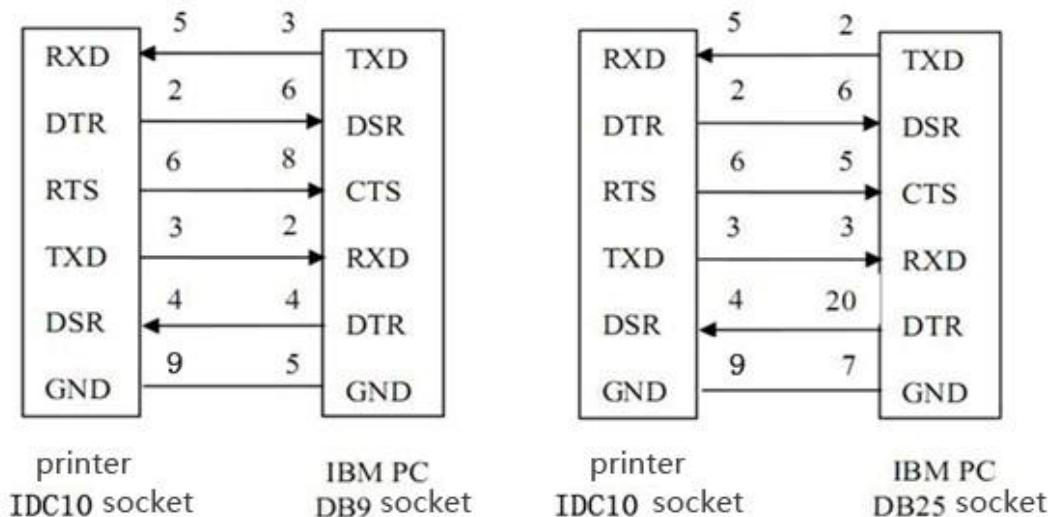 5 3 5 2
RXD TXD RXD TXD
2 6 2 6
DTR DSR DTR DSR
6 8 6 5
RTS CTS RTS CTS
3 2 3 3
TXD RXD TXD RXD
4 4 4 20
DSR DTR DSR DTR
9 5 9 7
GND GND GND GND
printer IBM PC printer IBM PC
IDC10 socket DB9 socket IDC10 socket DB25 socket